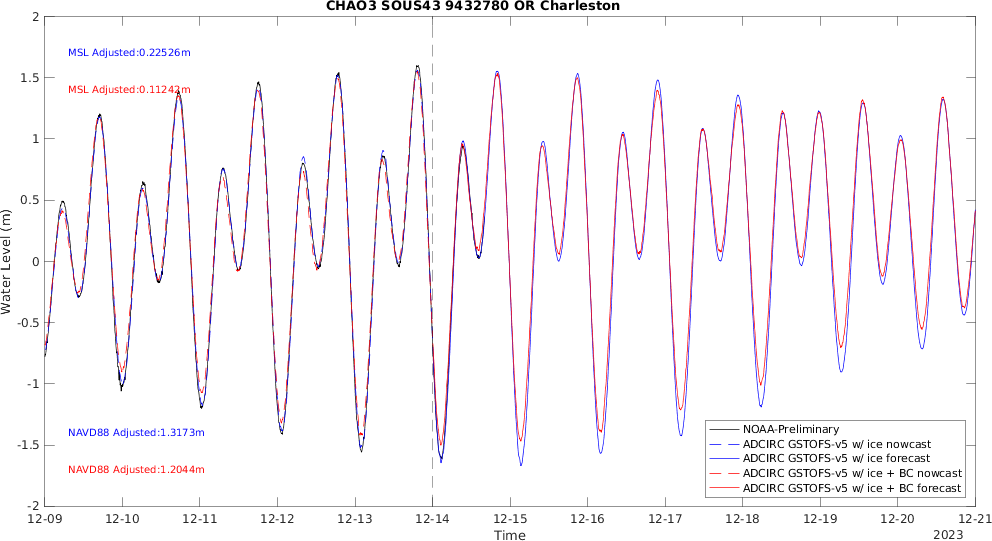 CHAO3 SOUS43 9432780 OR Charleston
Water Level (m)
2
1.5
1
0.5
0
-0.5
-1
-1.5
-2
MSL Adjusted:0.22526m
MSL Adjusted:0.11242m
NAVD88 Adjusted:1.3173m
NAVD88 Adjusted:1.2044m
NOAA-Preliminary
ADCIRC GSTOFS-v5 w/ ice nowcast
ADCIRC GSTOFS-v5 w/ ice forecast
ADCIRC GSTOFS-v5 w/ ice + BC nowcast
ADCIRC GSTOFS-v5 w/ ice + BC forecast
12-09 12-10 12-11 12-12 12-13 12-14 12-15 12-16 12-17 12-18 12-19 12-20 12-21
Time
2023